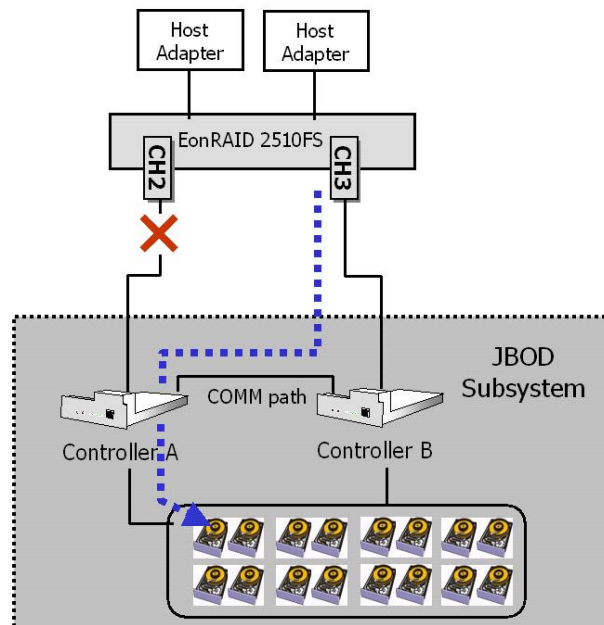 Host
Adapter
Host
Adapter
EonRAID 2510FS
CH2
CH3
JBOD
Subsystem
COMM path
Controller A
Controller B